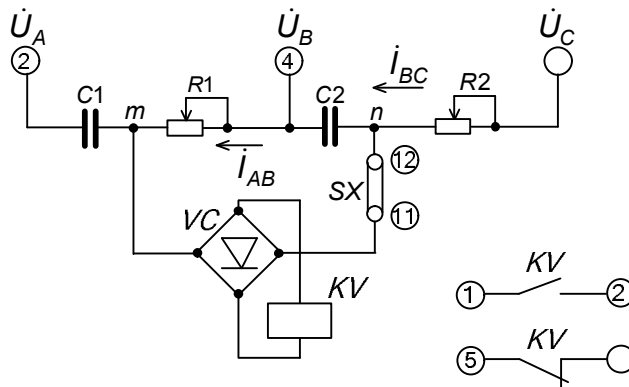 U̇A U̇B U̇C
2 4
İBC
C1 m R1 C2 n R2
İAB
12
SX
11
VC
KV
KV
1 2
KV
5